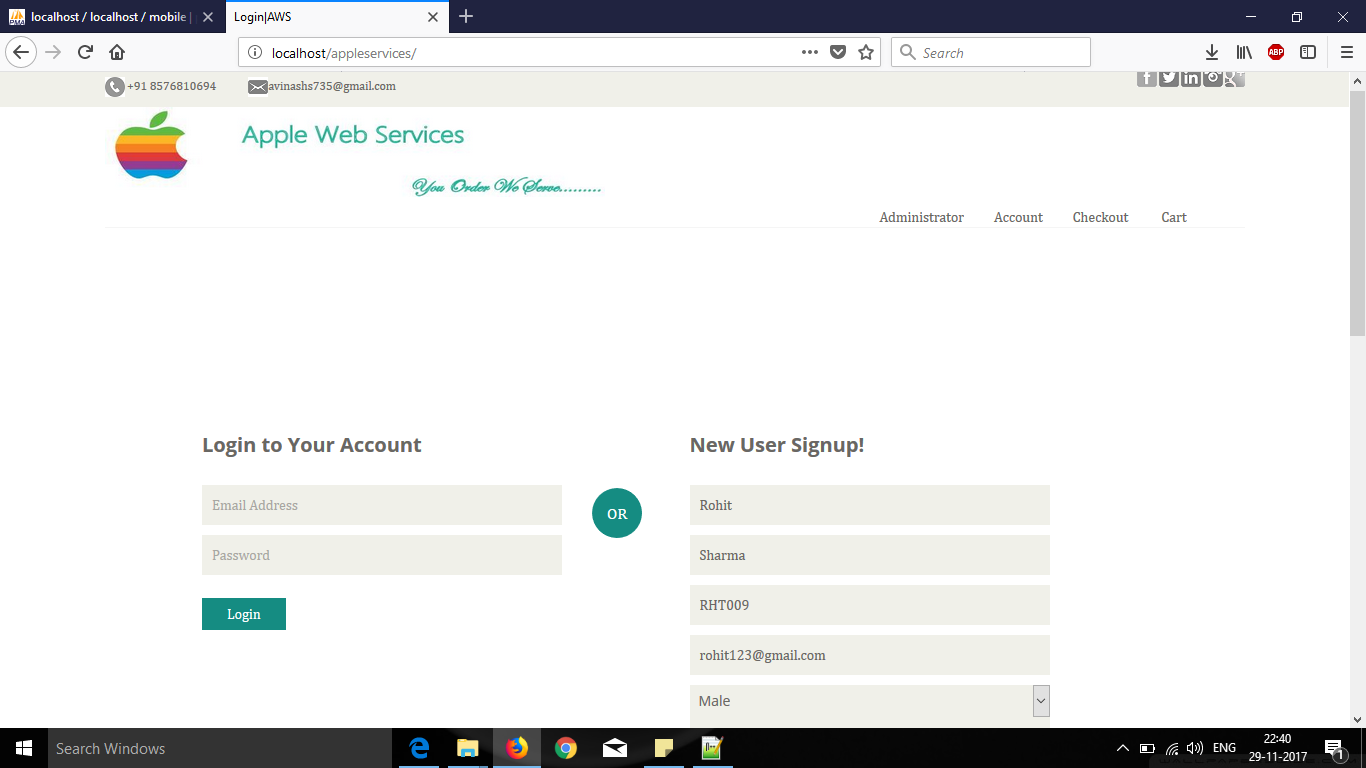 localhost / localhost / mobile |
Login|AWS
localhost/appleservices/
Search
ABP
+91 8576810694
avinashs735@gmail.com
Apple Web Services
You Order We Serve.........
Administrator
Account
Checkout
Cart
Login to Your Account
New User Signup!
Email Address
Password
Login
OR
Rohit
Sharma
RHT009
rohit123@gmail.com
Male
Search Windows
ENG
22:40
29-11-2017
1